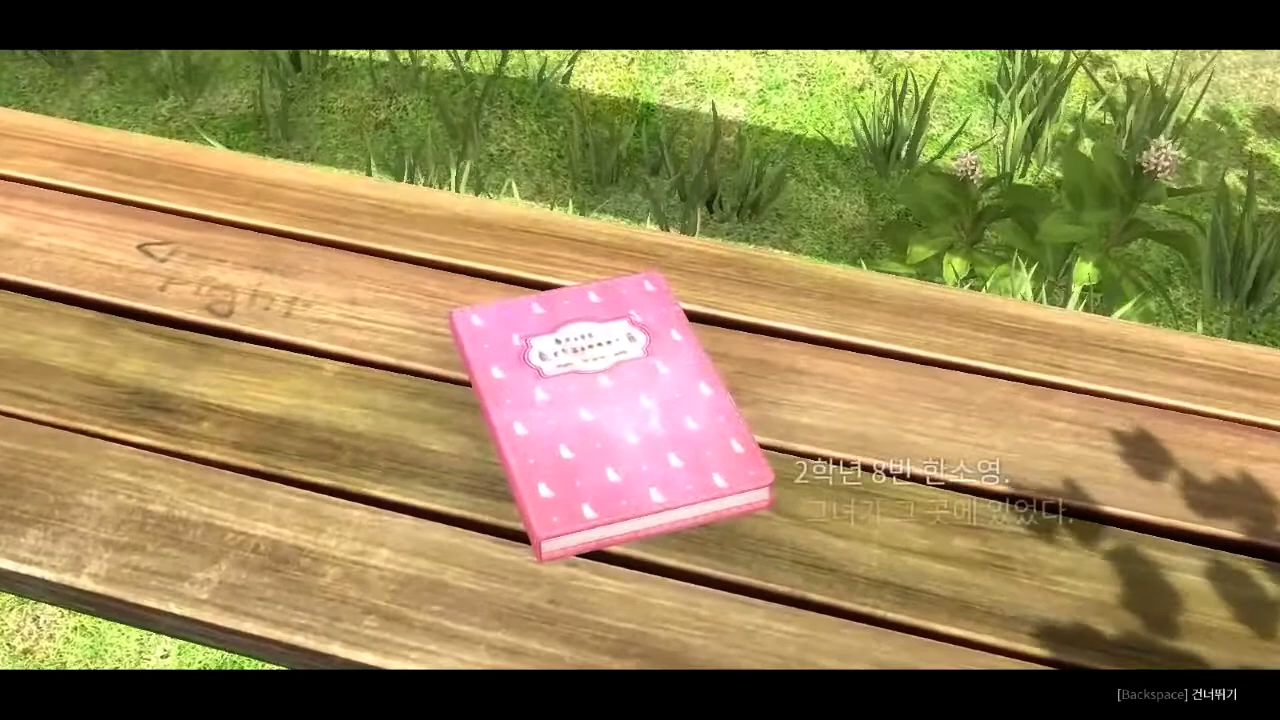 2학년 8반 한소영.
그녀가 그 곳에 있었다.
[Backspace] 건너뛰기